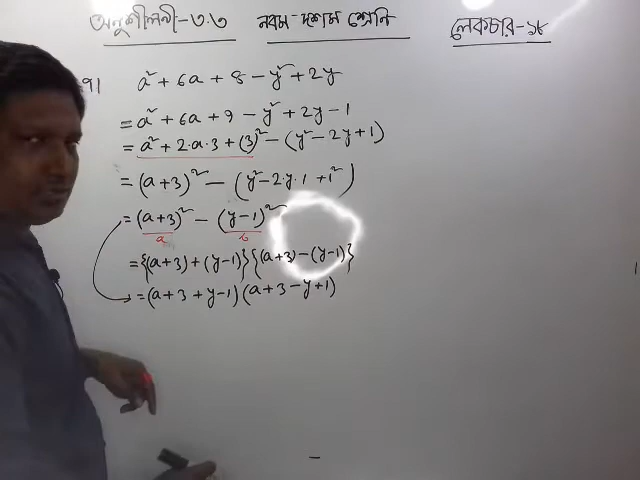 অনুশীলনী-৩.৩ নবম-দশম শ্রেনি লেকচার-১৮
a² + 6a + 8 - y² + 2y
= a² + 6a + 9 - y² + 2y - 1
= a² + 2·a·3 + (3)² - (y² - 2y + 1)
= (a+3)² - (y² - 2·y·1 + 1²)
= (a+3)² - (y-1)²
a b
= {(a+3) + (y-1)} {(a+3) - (y-1)}
= (a+3+y-1) (a+3-y+1)